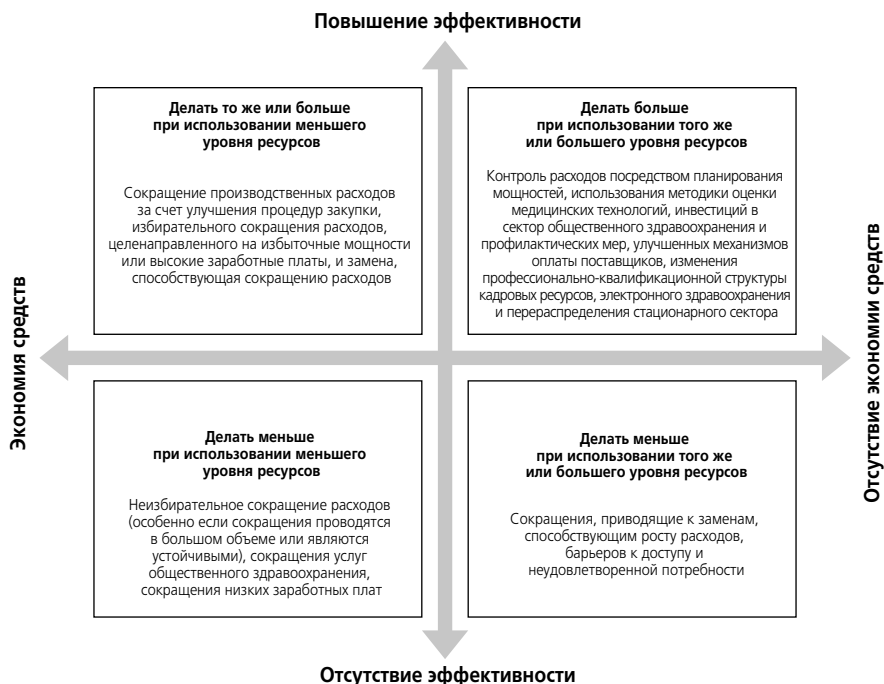 Повышение эффективности
Делать то же или больше
при использовании меньшего
уровня ресурсов
Сокращение производственных расходов
за счет улучшения процедур закупки,
избирательного сокращения расходов,
целенаправленного на избыточные мощности
или высокие заработные платы, и замена,
способствующая сокращению расходов
Делать больше
при использовании того же
или большего уровня ресурсов
Контроль расходов посредством планирования
мощностей, использования методики оценки
медицинских технологий, инвестиций в
сектор общественного здравоохранения и
профилактических мер, улучшенных механизмов
оплаты поставщиков, изменения
профессионально-квалификационной структуры
кадровых ресурсов, электронного здравоохранения
и перераспределения стационарного сектора
Экономия средств
Отсутствие экономии средств
Делать меньше
при использовании меньшего
уровня ресурсов
Неизбирательное сокращение расходов
(особенно если сокращения проводятся
в большом объеме или являются
устойчивыми), сокращения услуг
общественного здравоохранения,
сокращения низких заработных плат
Делать меньше
при использовании того же
или большего уровня ресурсов
Сокращения, приводящие к заменам,
способствующим росту расходов,
барьеров к доступу и
неудовлетворенной потребности
Отсутствие эффективности